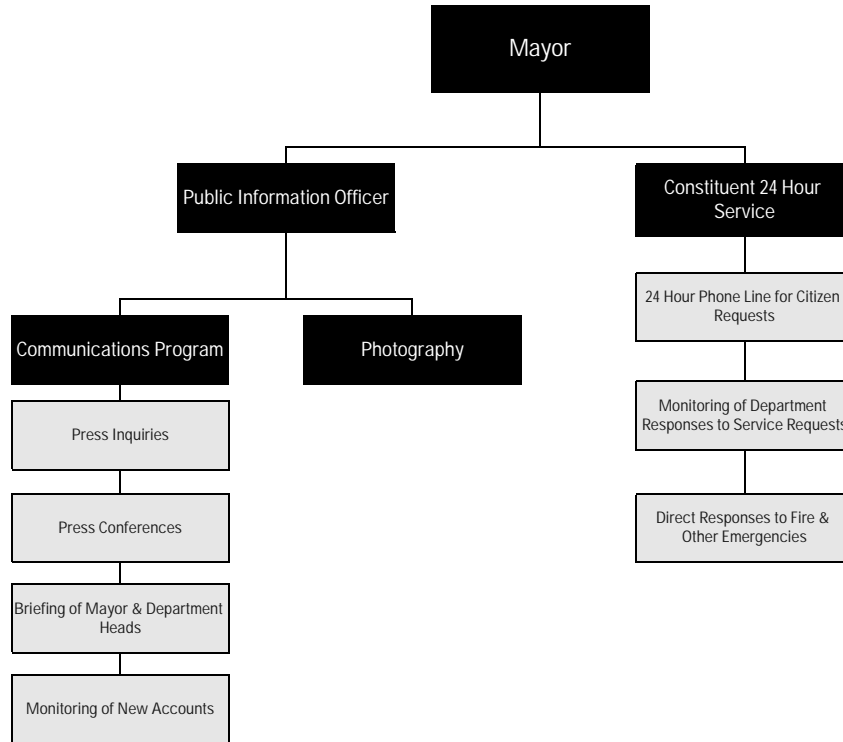 Mayor
Public Information Officer
Constituent 24 Hour
Service
24 Hour Phone Line for Citizen
Requests
Communications Program
Photography
Monitoring of Department
Responses to Service Requests
Press Inquiries
Direct Responses to Fire &
Other Emergencies
Press Conferences
Briefing of Mayor & Department
Heads
Monitoring of New Accounts